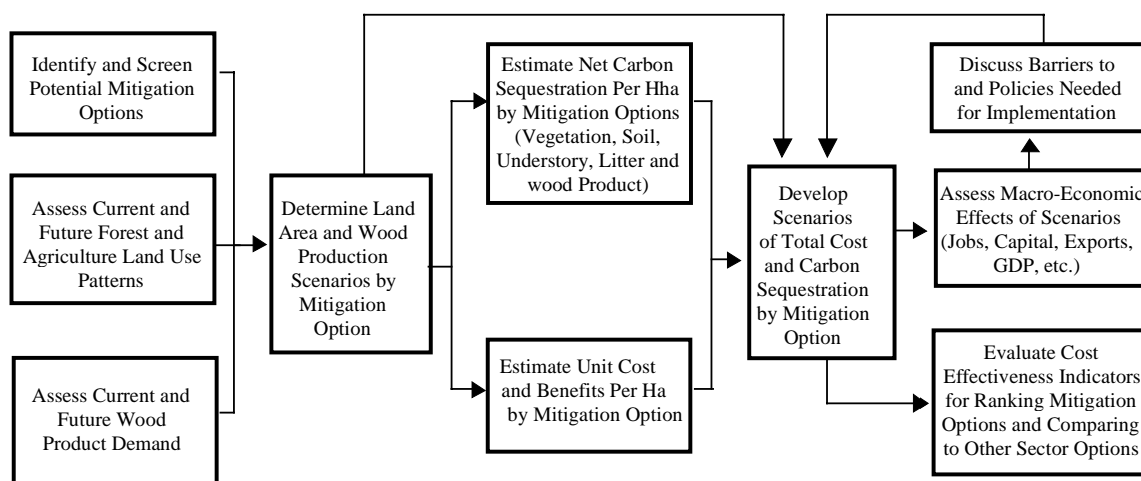 Identify and Screen
Potential Mitigation
Options
Assess Current and
Future Forest and
Agriculture Land Use
Patterns
Assess Current and
Future Wood
Product Demand
Determine Land
Area and Wood
Production
Scenarios by
Mitigation
Option
Estimate Net Carbon
Sequestration Per Hha
by Mitigation Options
(Vegetation, Soil,
Understory, Litter and
wood Product)
Estimate Unit Cost
and Benefits Per Ha
by Mitigation Option
Develop
Scenarios
of Total Cost
and Carbon
Sequestration
by Mitigation
Option
Discuss Barriers to
and Policies Needed
for Implementation
Assess Macro-Economic
Effects of Scenarios
(Jobs, Capital, Exports,
GDP, etc.)
Evaluate Cost
Effectiveness Indicators
for Ranking Mitigation
Options and Comparing
to Other Sector Options